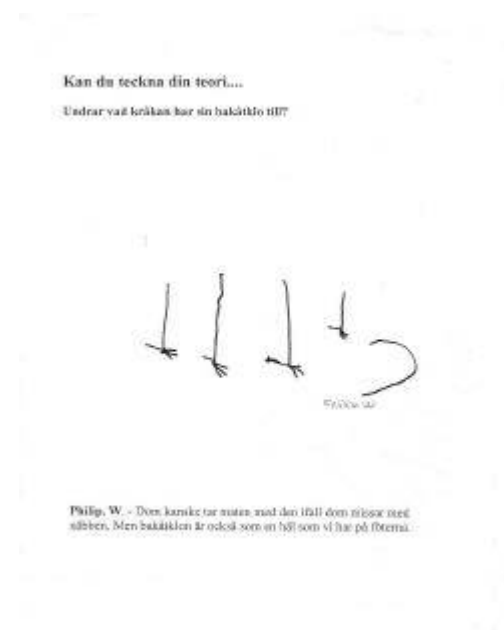 Kan du teckna din teori....
Undrar vad kråkan har sin bakåtklo till?
Philip. W. - Dom kanske tar maten med den ifall dom missar med
näbben. Men bakåtklon är också som en häl som vi har på fötterna.